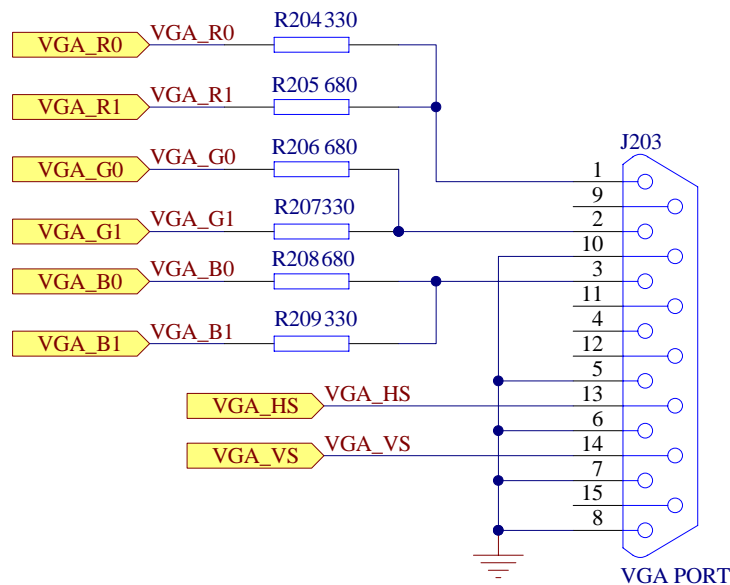 R204 330
VGA_R0 VGA_R0
R205 680
VGA_R1 VGA_R1
R206 680
VGA_G0 VGA_G0
R207 330
VGA_G1 VGA_G1
R208 680
VGA_B0 VGA_B0
R209 330
VGA_B1 VGA_B1
VGA_HS VGA_HS
VGA_VS VGA_VS
J203
1
9
2
10
3
11
4
12
5
13
6
14
7
15
8
VGA PORT